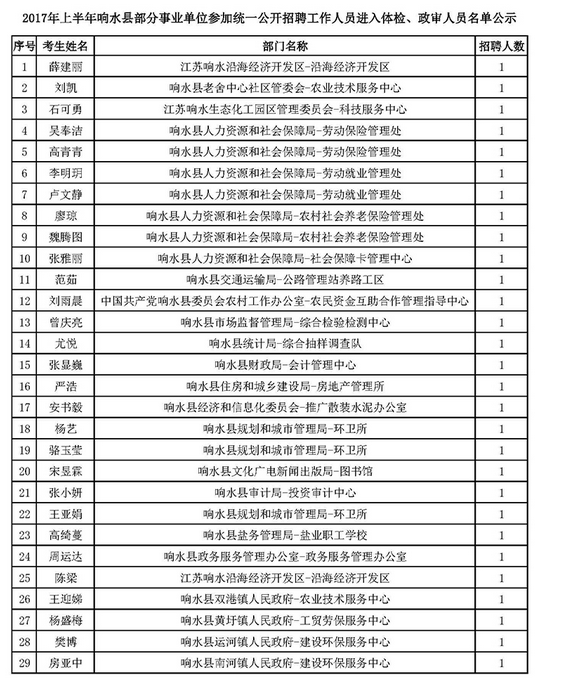 2017年上半年响水县部分事业单位参加统一公开招聘工作人员进入体检、政审人员名单公示
序号 考生姓名 部门名称 招聘人数
1 薛建丽 江苏响水沿海经济开发区-沿海经济开发区 1
2 刘凯 响水县老舍中心社区管委会-农业技术服务中心 1
3 石可勇 江苏响水生态化工园区管理委员会-科技服务中心 1
4 吴奉洁 响水县人力资源和社会保障局-劳动保险管理处 1
5 高青青 响水县人力资源和社会保障局-劳动保险管理处 1
6 李明玥 响水县人力资源和社会保障局-劳动就业管理处 1
7 卢文静 响水县人力资源和社会保障局-劳动就业管理处 1
8 廖琼 响水县人力资源和社会保障局-农村社会养老保险管理处 1
9 魏腾图 响水县人力资源和社会保障局-农村社会养老保险管理处 1
10 张雅丽 响水县人力资源和社会保障局-社会保障卡管理中心 1
11 范茹 响水县交通运输局-公路管理站养路工区 1
12 刘雨晨 中国共产党响水县委员会农村工作办公室-农民资金互助合作管理指导中心 1
13 曾庆亮 响水县市场监督管理局-综合检验检测中心 1
14 尤悦 响水县统计局-综合抽样调查队 1
15 张显巍 响水县财政局-会计管理中心 1
16 严浩 响水县住房和城乡建设局-房地产管理所 1
17 安书毅 响水县经济和信息化委员会-推广散装水泥办公室 1
18 杨艺 响水县规划和城市管理局-环卫所 1
19 骆玉莹 响水县规划和城市管理局-环卫所 1
20 宋昱霖 响水县文化广电新闻出版局-图书馆 1
21 张小妍 响水县审计局-投资审计中心 1
22 王亚娟 响水县规划和城市管理局-环卫所 1
23 高绮蔓 响水县盐务管理局-盐业职工学校 1
24 周运达 响水县政务服务管理办公室-政务服务管理办公室 1
25 陈梁 江苏响水沿海经济开发区-沿海经济开发区 1
26 王迎娣 响水县双港镇人民政府-农业技术服务中心 1
27 杨盛梅 响水县黄圩镇人民政府-工贸劳保服务中心 1
28 樊博 响水县运河镇人民政府-建设环保服务中心 1
29 房亚中 响水县南河镇人民政府-建设环保服务中心 1